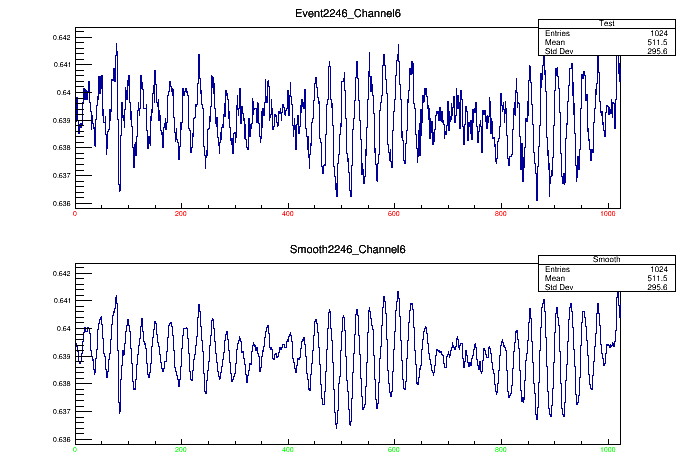 Event2246_Channel6
Test
Entries 1024
Mean 511.5
Std Dev 295.6
0.642
0.641
0.64
0.639
0.638
0.637
0.636
0 200 400 600 800 1000
Smooth2246_Channel6
Smooth
Entries 1024
Mean 511.5
Std Dev 295.6
0.642
0.641
0.64
0.639
0.638
0.637
0.636
0 200 400 600 800 1000